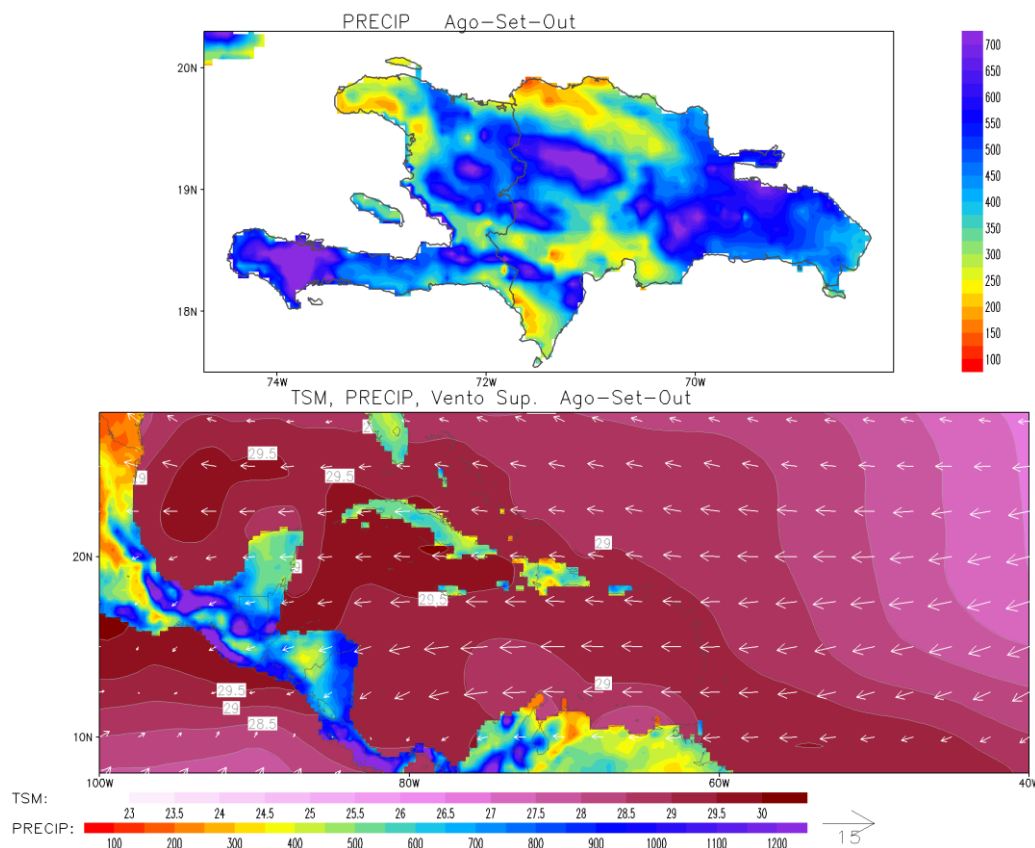 PRECIP Ago-Set-Out
20N
19N
18N
74W 72W 70W
700
650
600
550
500
450
400
350
300
250
200
150
100
TSM, PRECIP, Vento Sup. Ago-Set-Out
29.5
29.5
29
20N
29
29.5
29.5
29
29
28.5
10N
100W 80W 60W 40W
TSM: 23 23.5 24 24.5 25 25.5 26 26.5 27 27.5 28 28.5 29 29.5 30
PRECIP: 100 200 300 400 500 600 700 800 900 1000 1100 1200
15